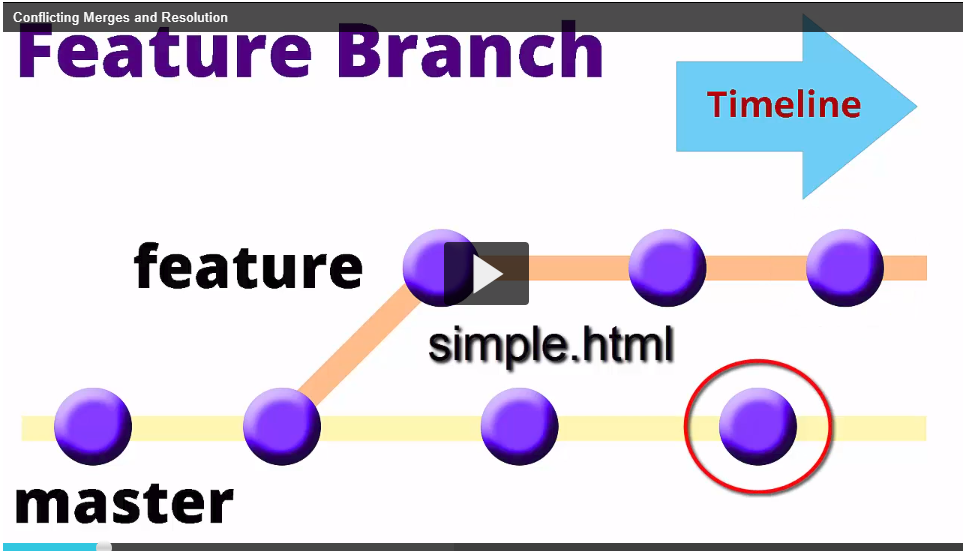 Conflicting Merges and Resolution
Feature Branch
Timeline
feature
simple.html
master